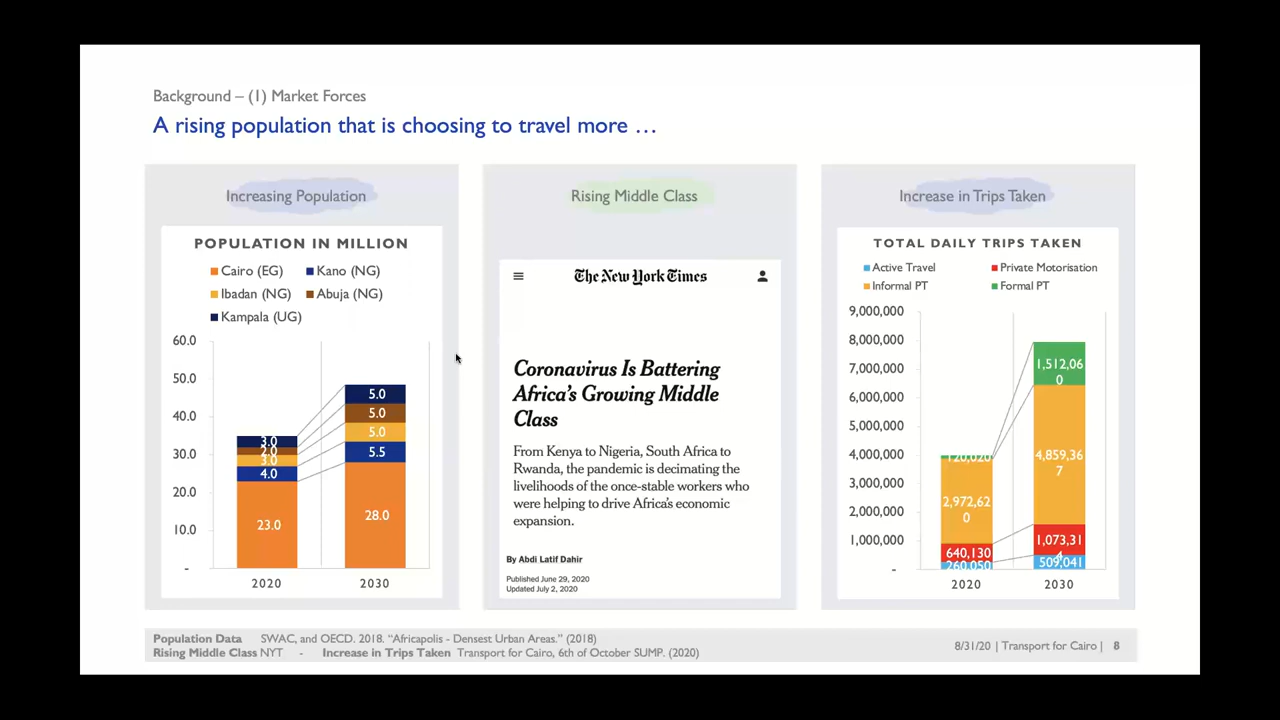 Background – (1) Market Forces
A rising population that is choosing to travel more …
Increasing Population
POPULATION IN MILLION
Cairo (EG) Kano (NG)
Ibadan (NG) Abuja (NG)
Kampala (UG)
60.0
50.0
40.0
30.0
20.0
10.0
-
3.0
2.0
3.0
4.0
23.0
5.0
5.0
5.0
5.5
28.0
2020 2030
Rising Middle Class
The New York Times
Coronavirus Is Battering
Africa’s Growing Middle
Class
From Kenya to Nigeria, South Africa to
Rwanda, the pandemic is decimating the
livelihoods of the once-stable workers who
were helping to drive Africa’s economic
expansion.
By Abdi Latif Dahir
Published June 29, 2020
Updated July 2, 2020
Increase in Trips Taken
TOTAL DAILY TRIPS TAKEN
Active Travel Private Motorisation
Informal PT Formal PT
9,000,000
8,000,000
7,000,000
6,000,000
5,000,000
4,000,000
3,000,000
2,000,000
1,000,000
-
120,020
2,972,62
0
640,130
260,050
1,512,06
0
4,859,36
7
1,073,31
4
509,041
2020 2030
Population Data SWAC, and OECD. 2018. “Africapolis - Densest Urban Areas.” (2018)
Rising Middle Class NYT - Increase in Trips Taken Transport for Cairo, 6th of October SUMP. (2020)
8/31/20 | Transport for Cairo | 8